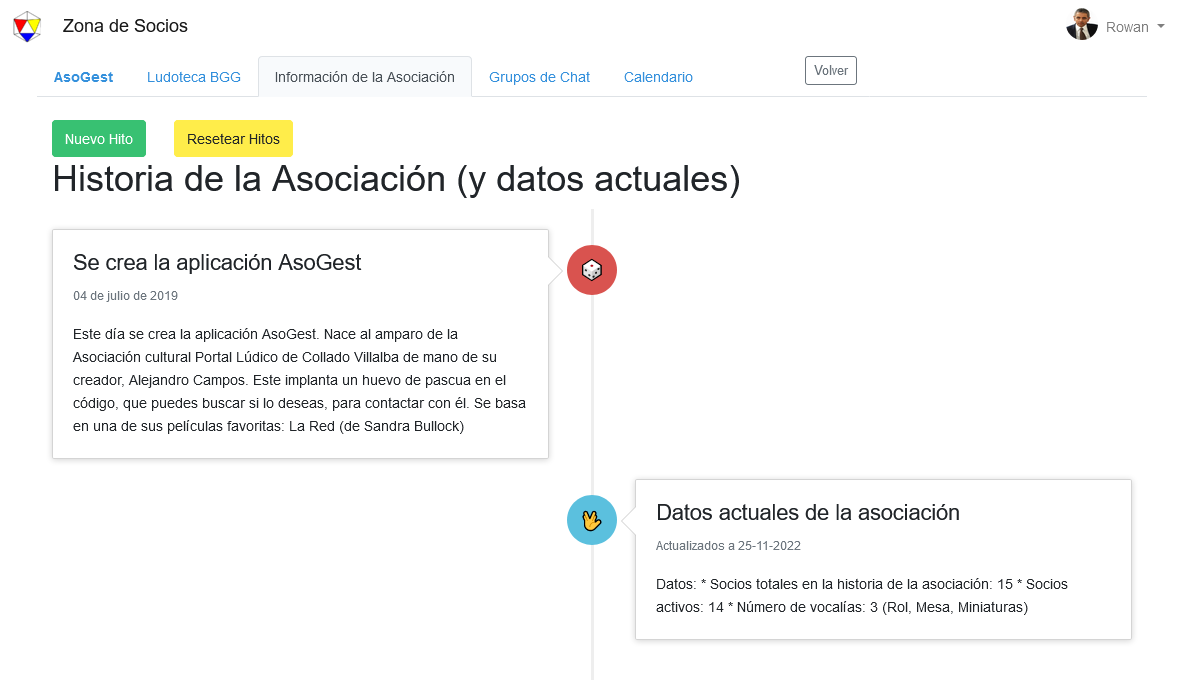 Zona de Socios
Rowan
AsoGest
Ludoteca BGG
Información de la Asociación
Grupos de Chat
Calendario
Volver
Nuevo Hito
Resetear Hitos
Historia de la Asociación (y datos actuales)
Se crea la aplicación AsoGest
04 de julio de 2019
Este día se crea la aplicación AsoGest. Nace al amparo de la
Asociación cultural Portal Lúdico de Collado Villalba de mano de su
creador, Alejandro Campos. Este implanta un huevo de pascua en el
código, que puedes buscar si lo deseas, para contactar con él. Se basa
en una de sus películas favoritas: La Red (de Sandra Bullock)
Datos actuales de la asociación
Actualizados a 25-11-2022
Datos: * Socios totales en la historia de la asociación: 15 * Socios
activos: 14 * Número de vocalías: 3 (Rol, Mesa, Miniaturas)